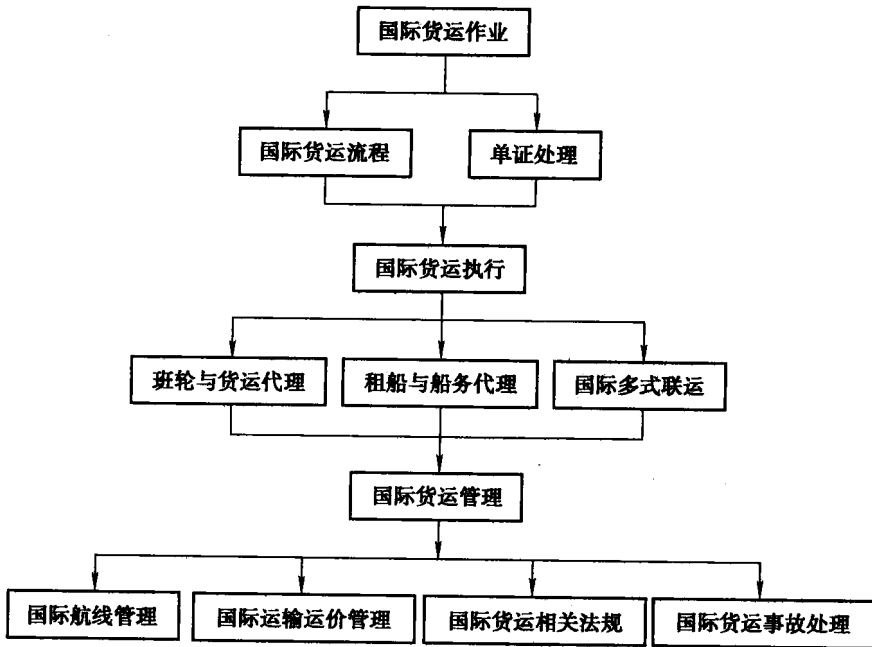 国际货运作业
国际货运流程
单证处理
国际货运执行
班轮与货运代理
租船与船务代理
国际多式联运
国际货运管理
国际航线管理
国际运输运价管理
国际货运相关法规
国际货运事故处理